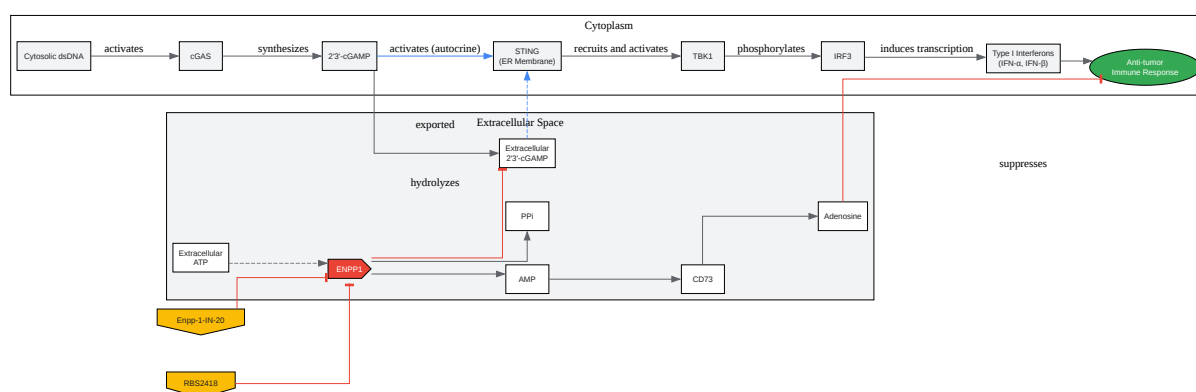 Cytoplasm
Cytosolic dsDNA
activates
cGAS
synthesizes
2'3'-cGAMP
activates (autocrine)
STING
(ER Membrane)
recruits and activates
TBK1
phosphorylates
IRF3
induces transcription
Type I Interferons
(IFN-α, IFN-β)
Anti-tumor
Immune Response
exported
Extracellular Space
Extracellular
2'3'-cGAMP
hydrolyzes
suppresses
PPi
Adenosine
Extracellular
ATP
ENPP1
AMP
CD73
Enpp-1-IN-20
RBS2418